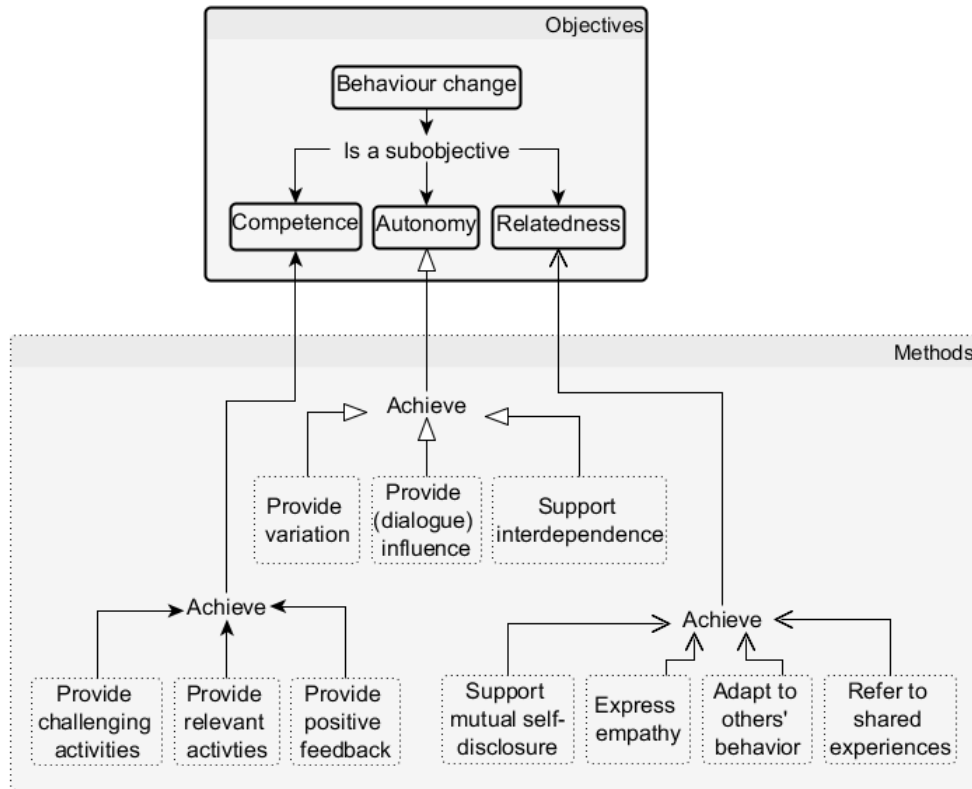 Objectives
Behaviour change
Is a subobjective
Competence
Autonomy
Relatedness
Methods
Achieve
Provide
variation
Provide
(dialogue)
influence
Support
interdependence
Achieve
Provide
challenging
activities
Provide
relevant
activties
Provide
positive
feedback
Achieve
Support
mutual self-
disclosure
Express
empathy
Adapt to
others'
behavior
Refer to
shared
experiences